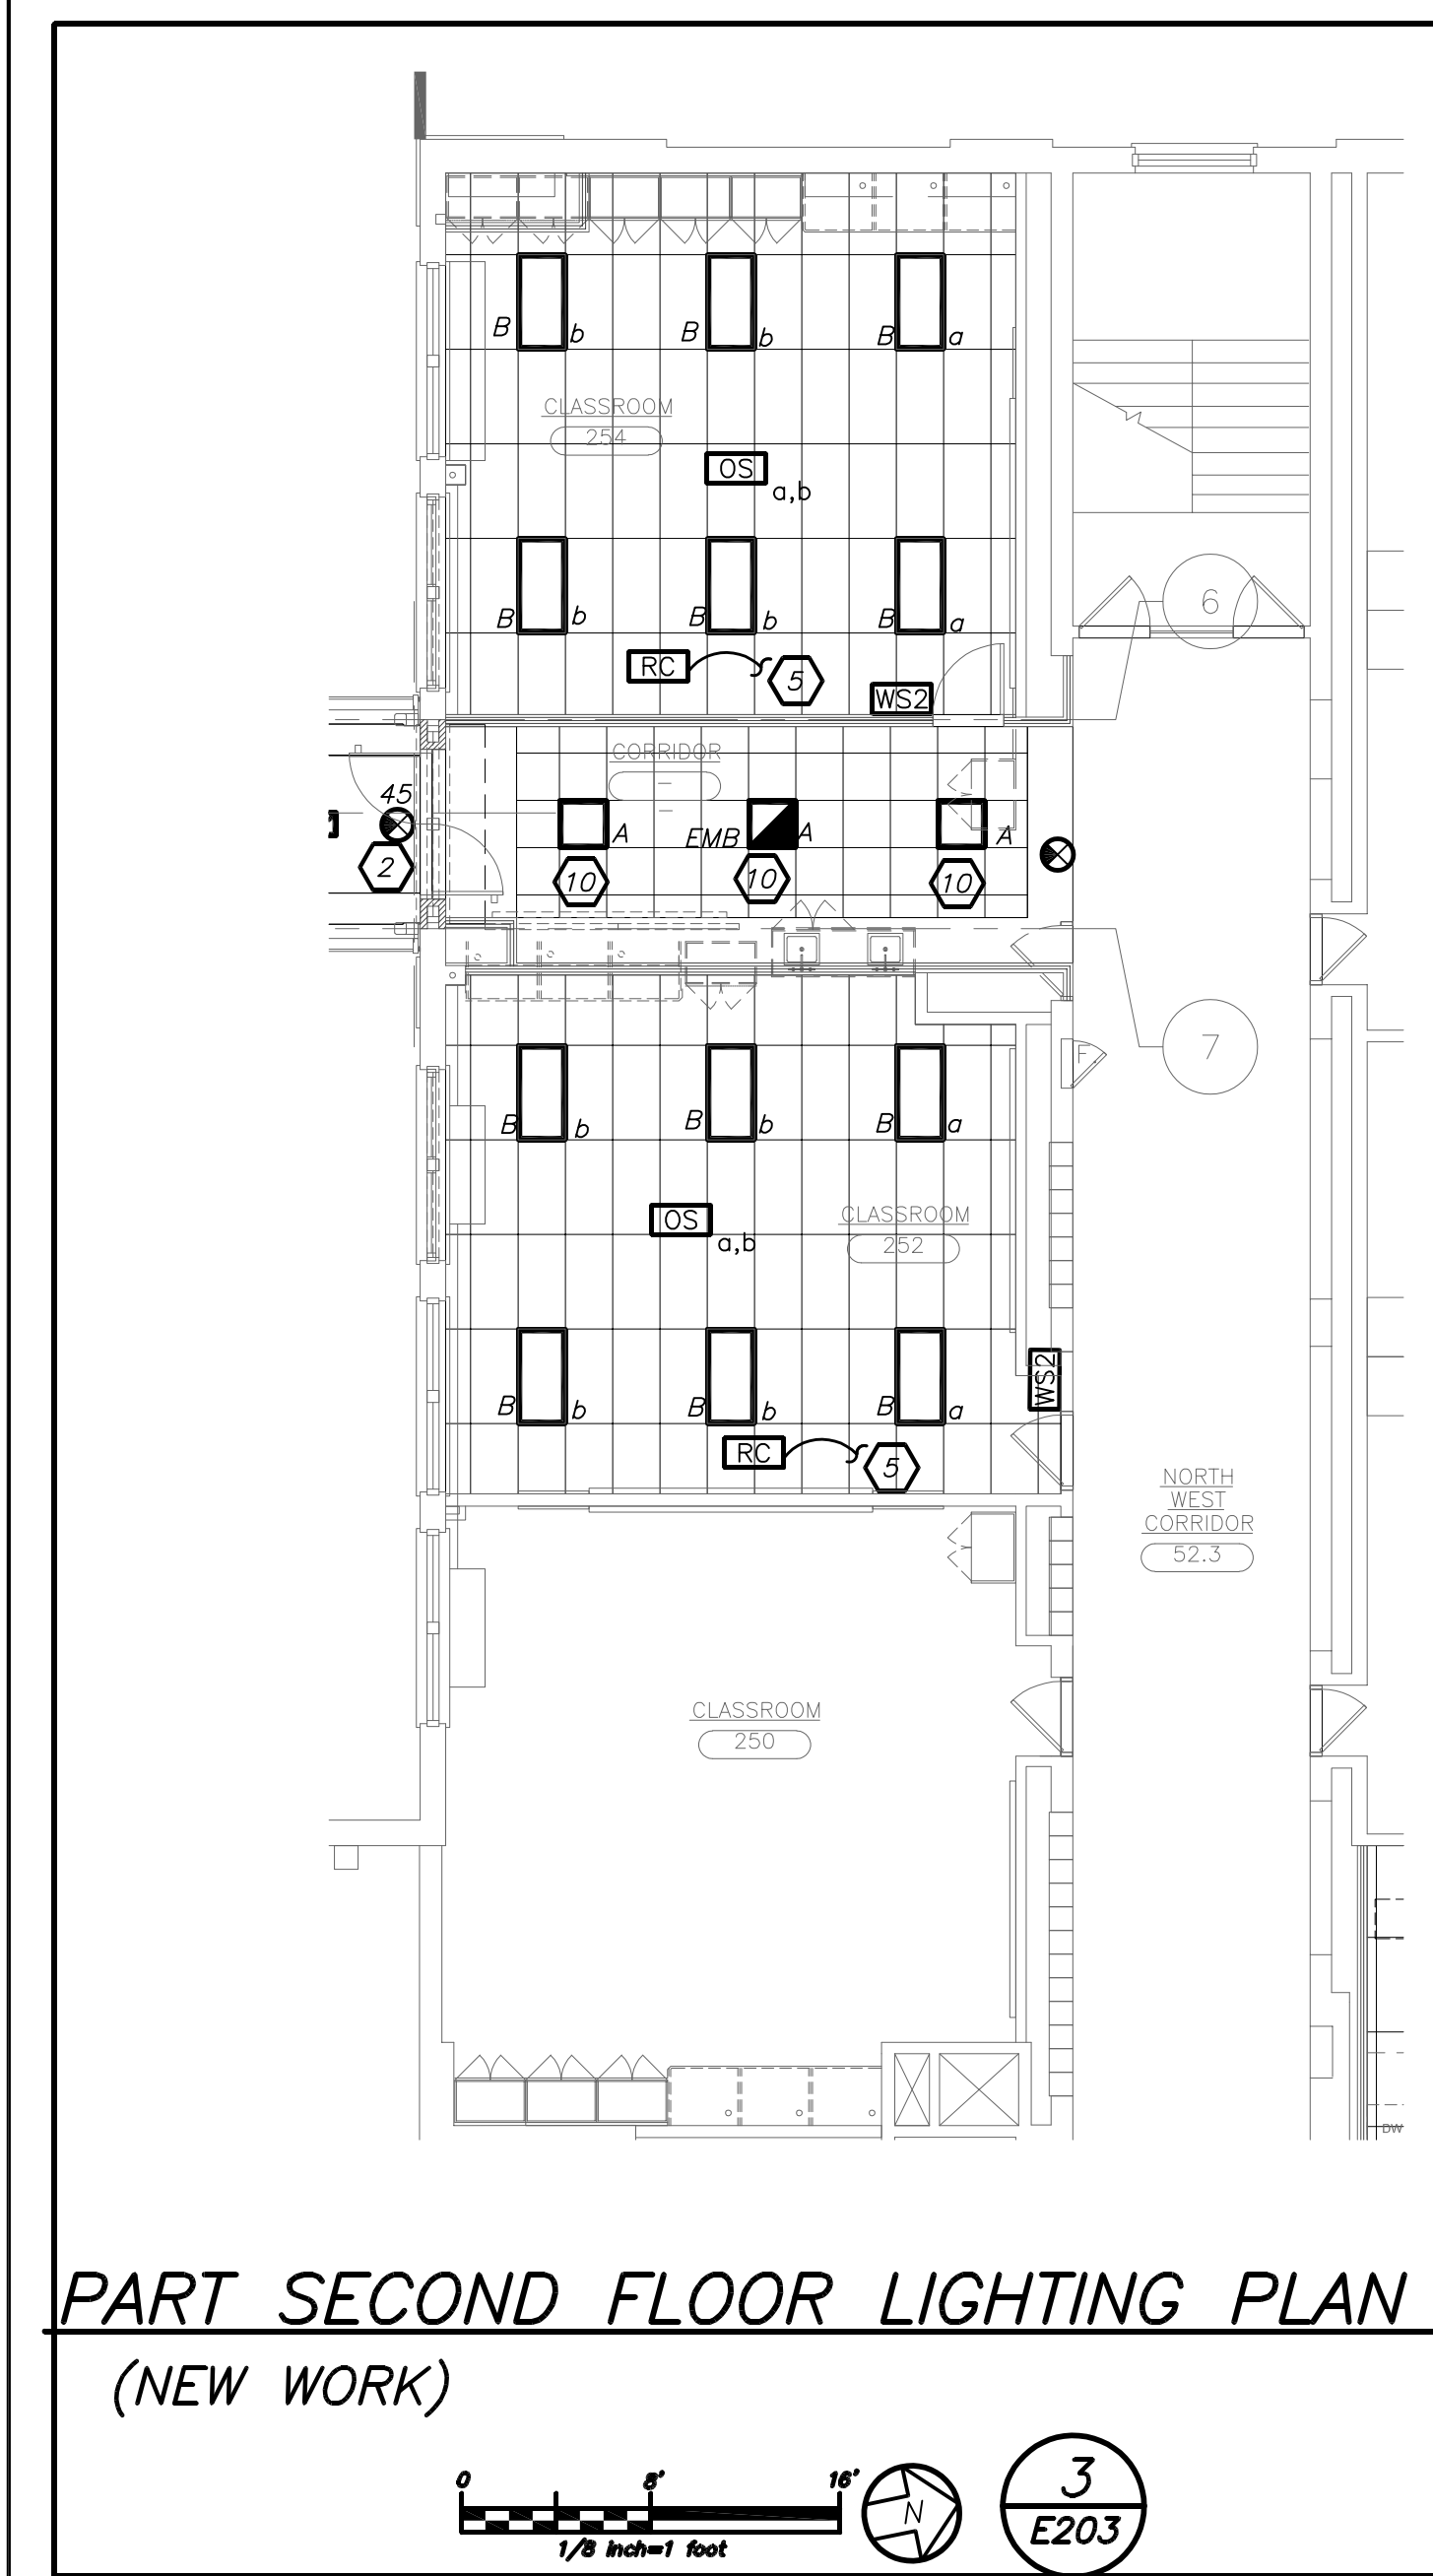 B b B b B a
CLASSROOM
254
OS
a,b
B b B b B a
6
RC 5
WS2
CORRIDOR
-
-
45
A EMB A A
2
10 10 10
7
F.
B b B b B a
OS
a,b
CLASSROOM
252
WS2
B b B b B a
RC 5
NORTH
WEST
CORRIDOR
52.3
CLASSROOM
250
DW
PART SECOND FLOOR LIGHTING PLAN
(NEW WORK)
0 8' 16'
1/8 inch=1 foot
N
3
E203